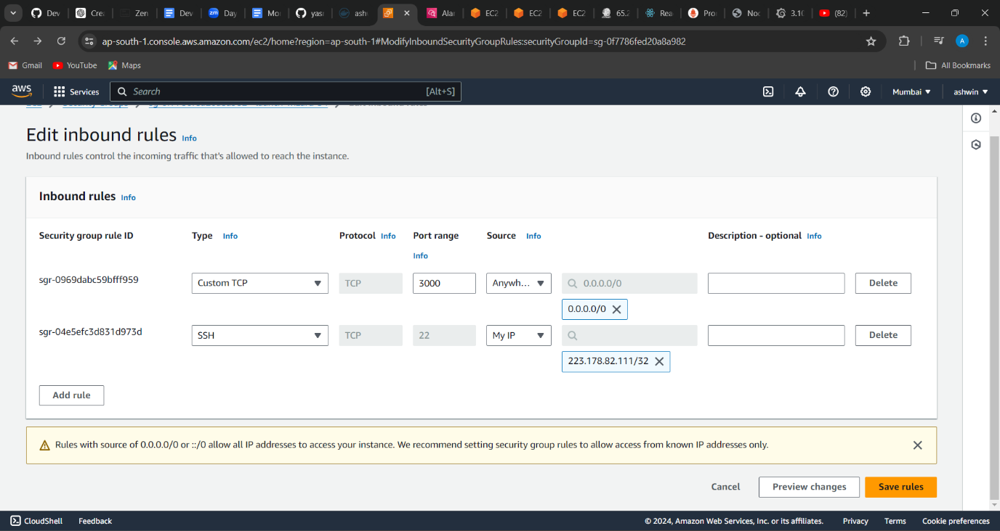 Dev
Crea
Zen
Dev
Day
Mon
yasi
ashw
Alar
EC2
EC2
EC2
65.2
Rea
Pro
Noc
3.10
(82)
ap-south-1.console.aws.amazon.com/ec2/home?region=ap-south-1#ModifyInboundSecurityGroupRules:securityGroupId=sg-0f7786fed20a8a982
A
Gmail YouTube Maps All Bookmarks
aws Services Search [Alt+S] Mumbai ashwin
Edit inbound rules Info
Inbound rules control the incoming traffic that's allowed to reach the instance.
Inbound rules Info
Security group rule ID Type Info Protocol Info Port range Source Info Description - optional Info
Info
sgr-0969dabc59bfff959 Custom TCP TCP 3000 Anywh... 0.0.0.0/0 Delete
0.0.0.0/0
sgr-04e5efc3d831d973d SSH TCP 22 My IP Delete
223.178.82.111/32
Add rule
Rules with source of 0.0.0.0/0 or ::/0 allow all IP addresses to access your instance. We recommend setting security group rules to allow access from known IP addresses only.
Cancel Preview changes Save rules
CloudShell Feedback © 2024, Amazon Web Services, Inc. or its affiliates. Privacy Terms Cookie preferences